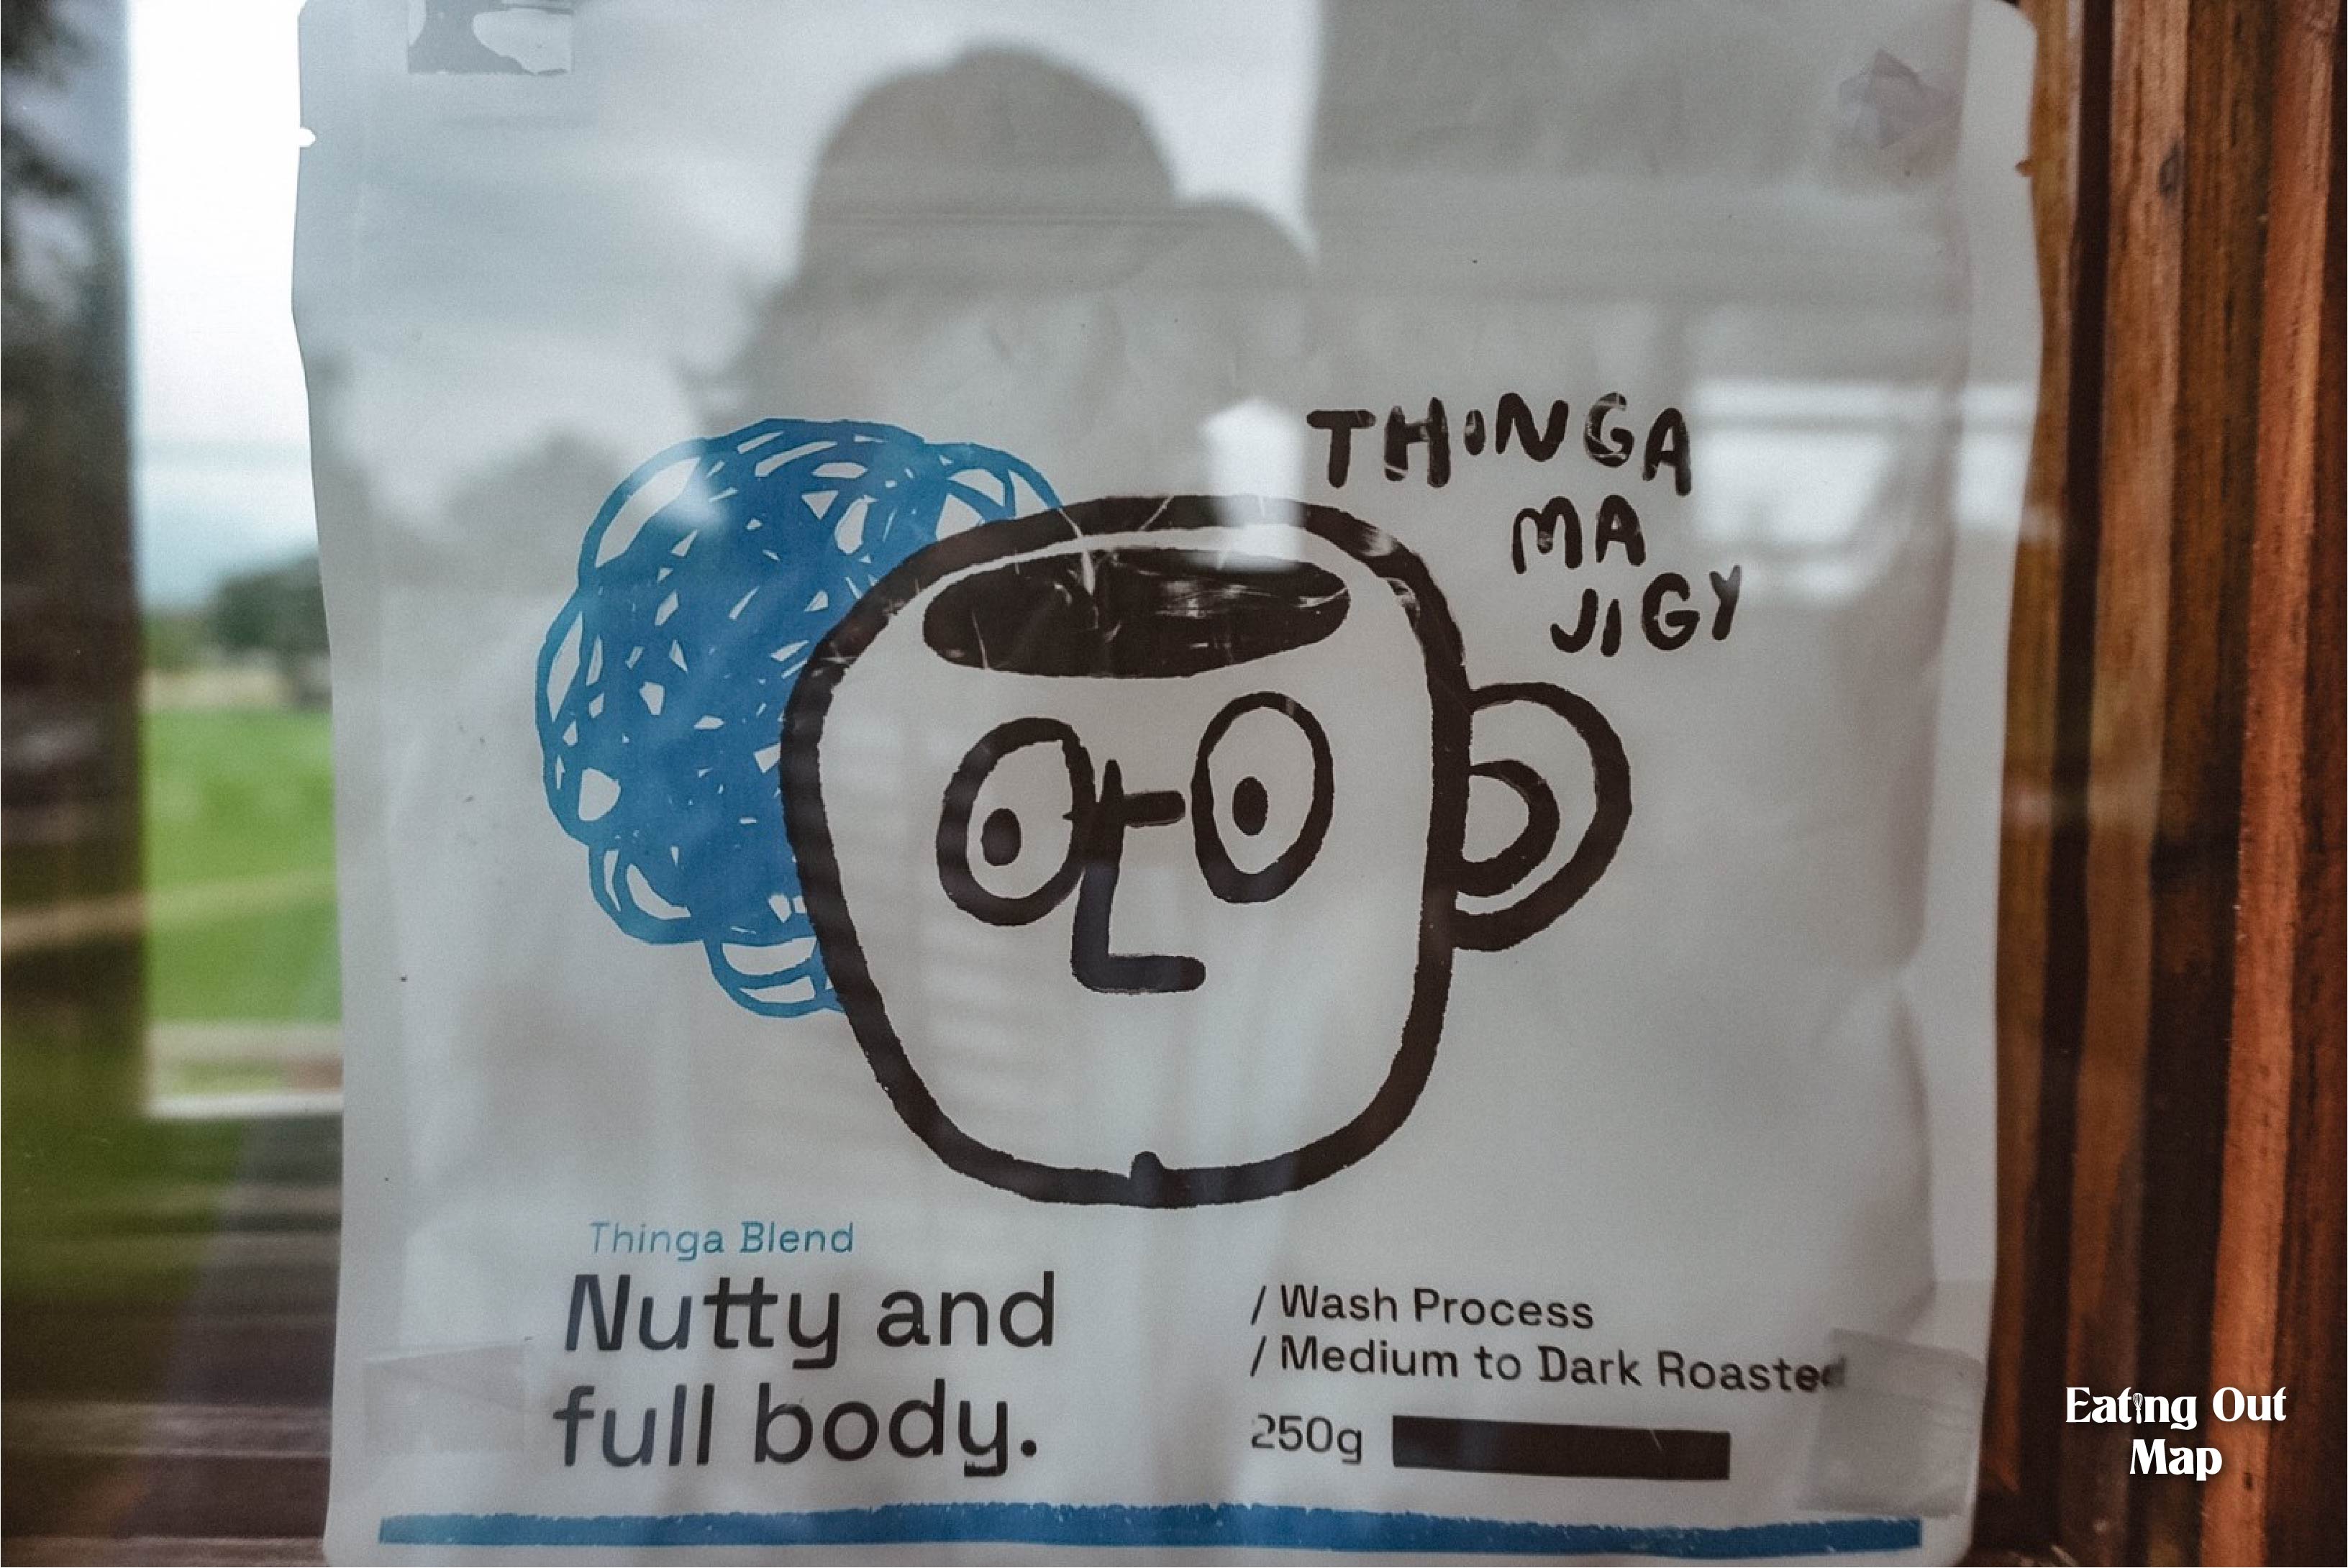 THINGA
MA
JIGY
Thinga Blend
Nutty and
full body.
/ Wash Process
/ Medium to Dark Roasted
250g
Eating Out
Map